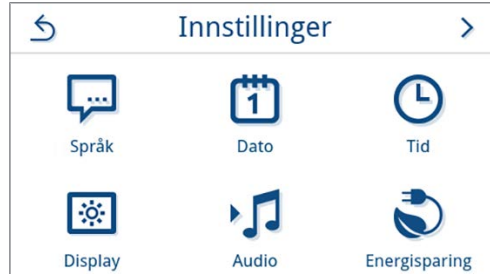 Innstillinger
Språk
1
Dato
Tid
Display
Audio
Energisparing